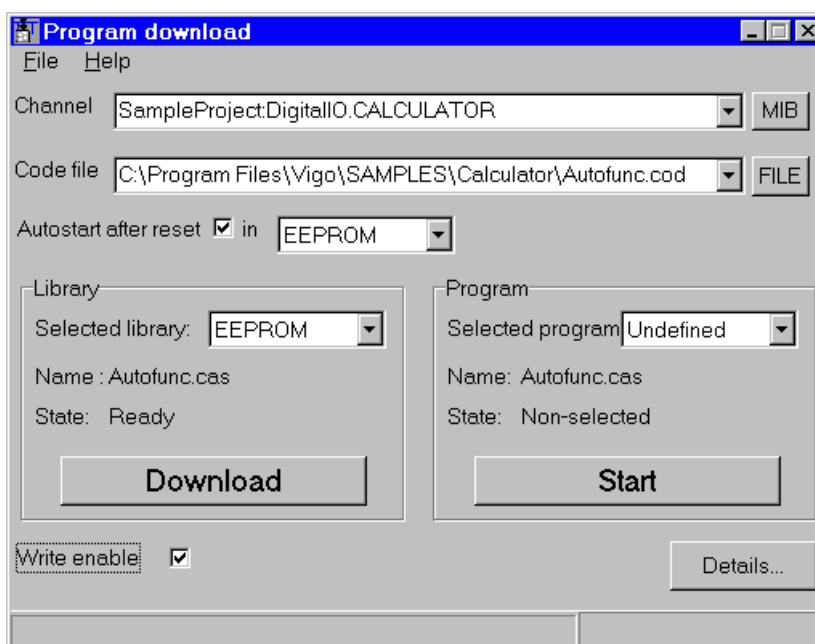 Program download
File Help
Channel SampleProject:DigitalIO.CALCULATOR MIB
Code file C:\Program Files\Vigo\SAMPLES\Calculator\Autofunc.cod FILE
Autostart after reset in EEPROM
Library
Selected library: EEPROM
Name : Autofunc.cas
State: Ready
Download
Program
Selected program Undefined
Name: Autofunc.cas
State: Non-selected
Start
Write enable
Details...